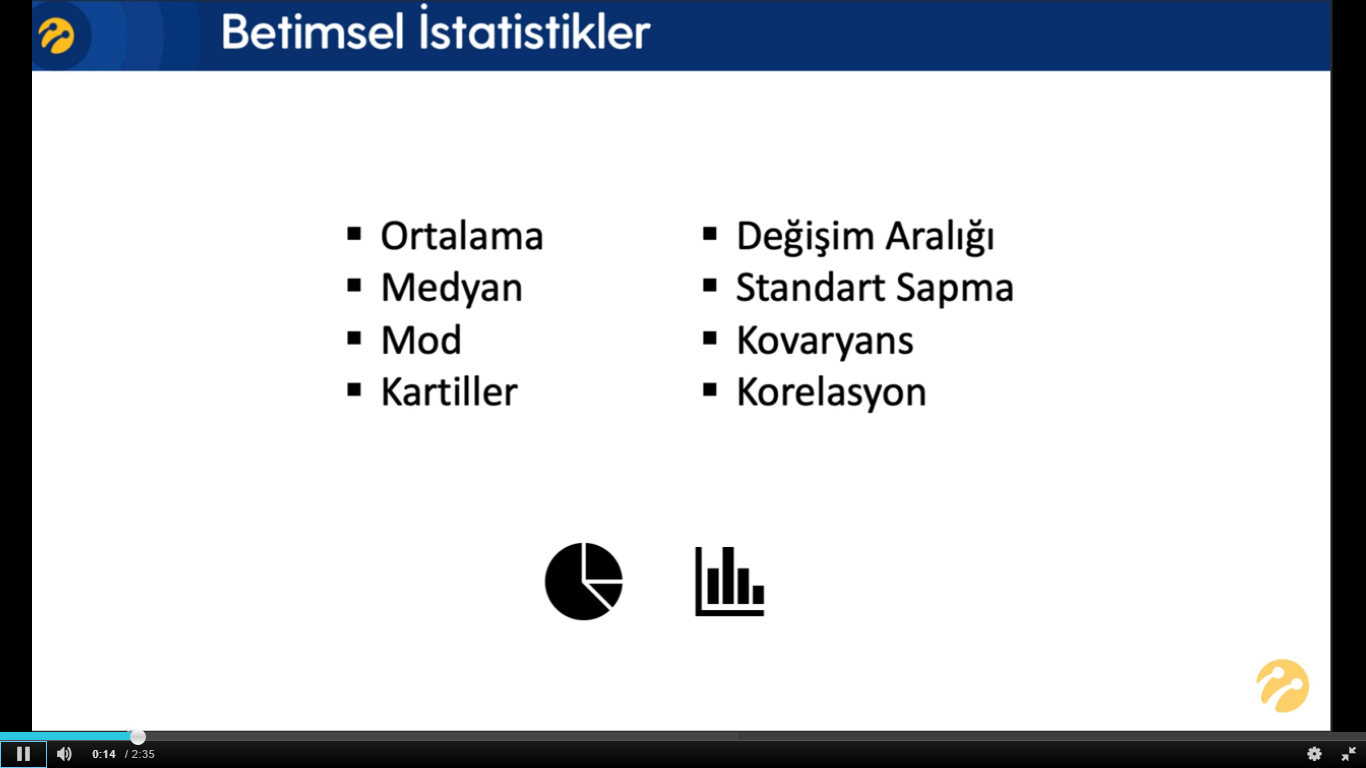 Betimsel İstatistikler
▪ Ortalama
▪ Medyan
▪ Mod
▪ Kartiller
▪ Değişim Aralığı
▪ Standart Sapma
▪ Kovaryans
▪ Korelasyon
0:14 / 2:35